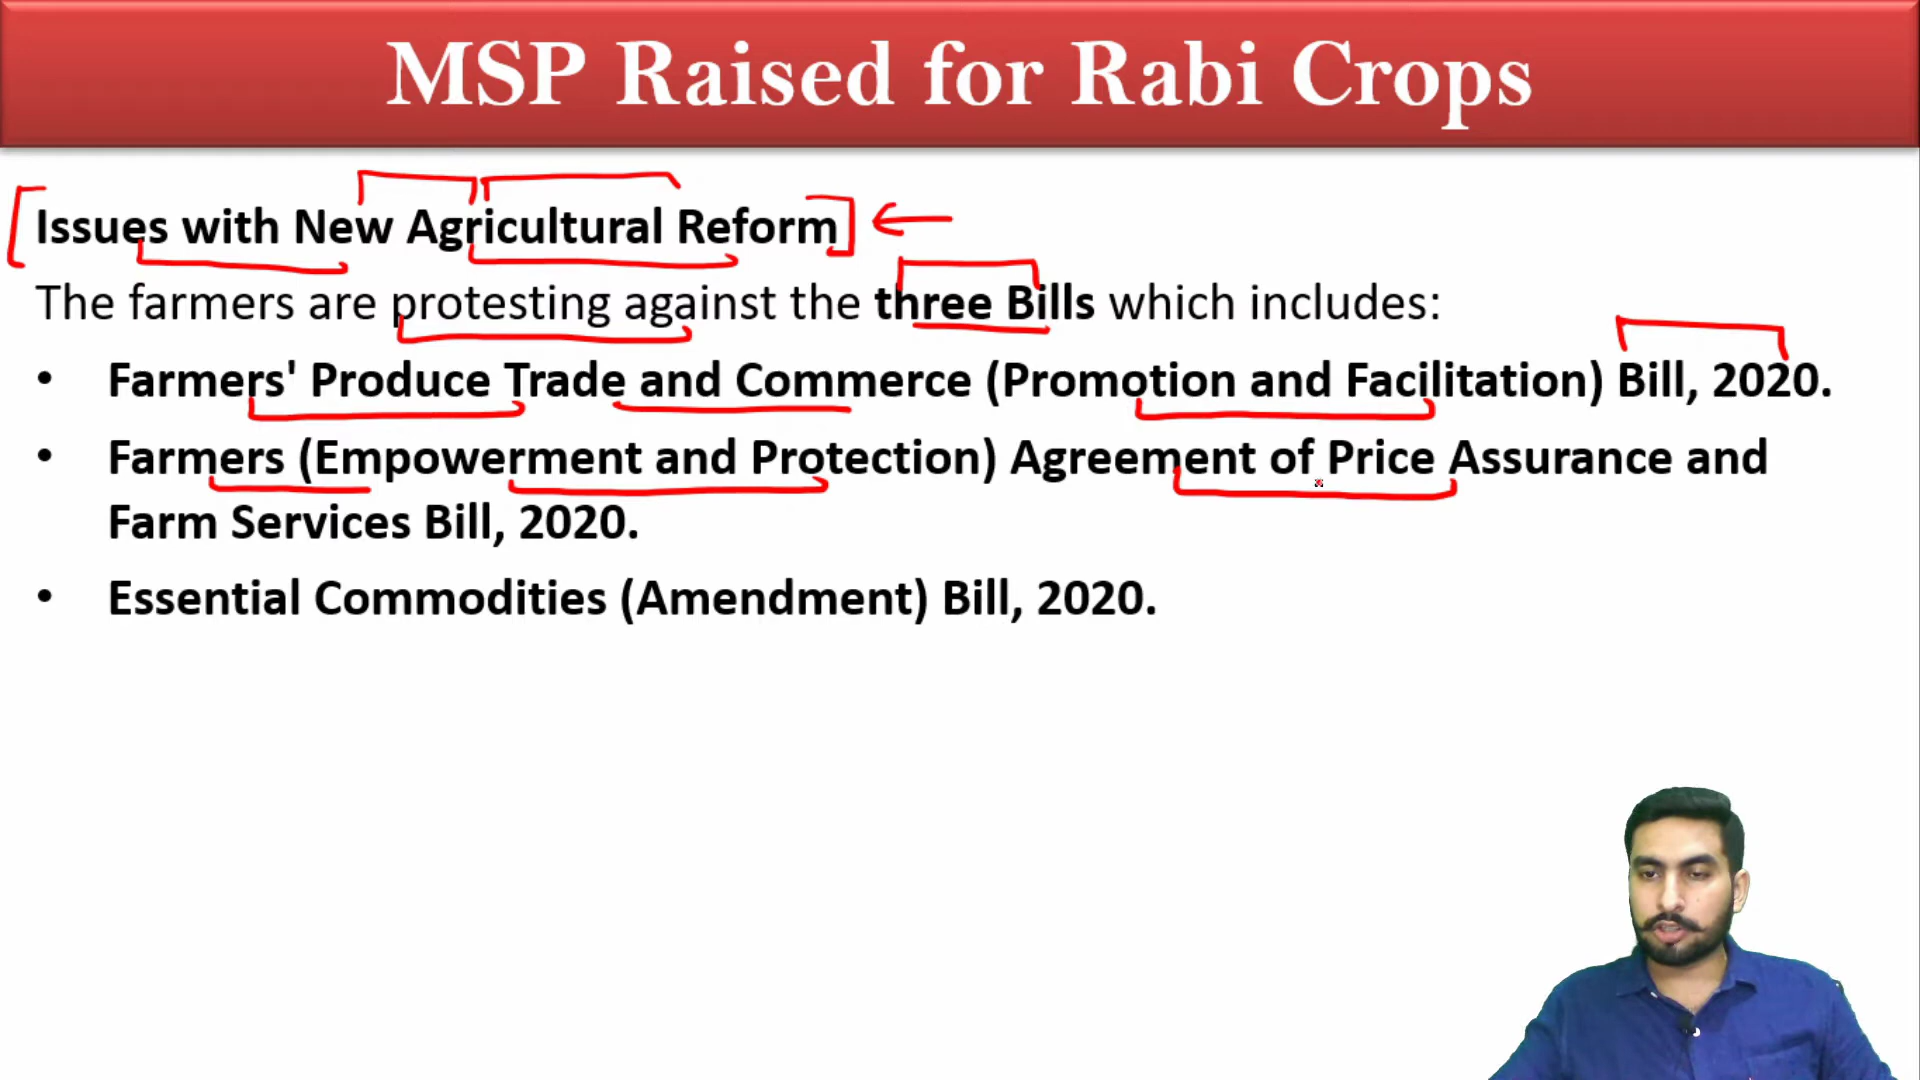 MSP Raised for Rabi Crops
Issues with New Agricultural Reform
The farmers are protesting against the three Bills which includes:
• Farmers' Produce Trade and Commerce (Promotion and Facilitation) Bill, 2020.
• Farmers (Empowerment and Protection) Agreement of Price Assurance and
Farm Services Bill, 2020.
• Essential Commodities (Amendment) Bill, 2020.